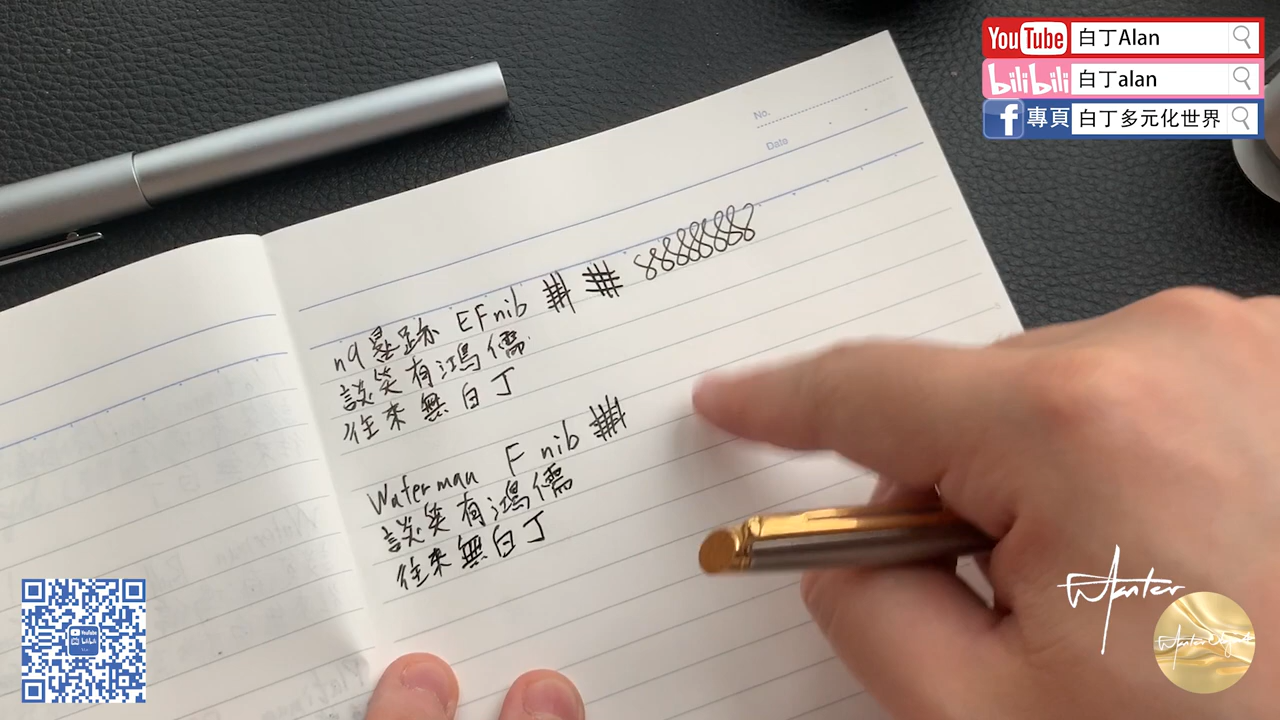 YouTube 白丁Alan
bilibili 白丁alan
f 專頁 白丁多元化世界
No.
Date
n9 墨跡 EF nib 88888888
談笑有鴻儒
往來無白丁
Waterman F nib
談笑有鴻儒
往來無白丁